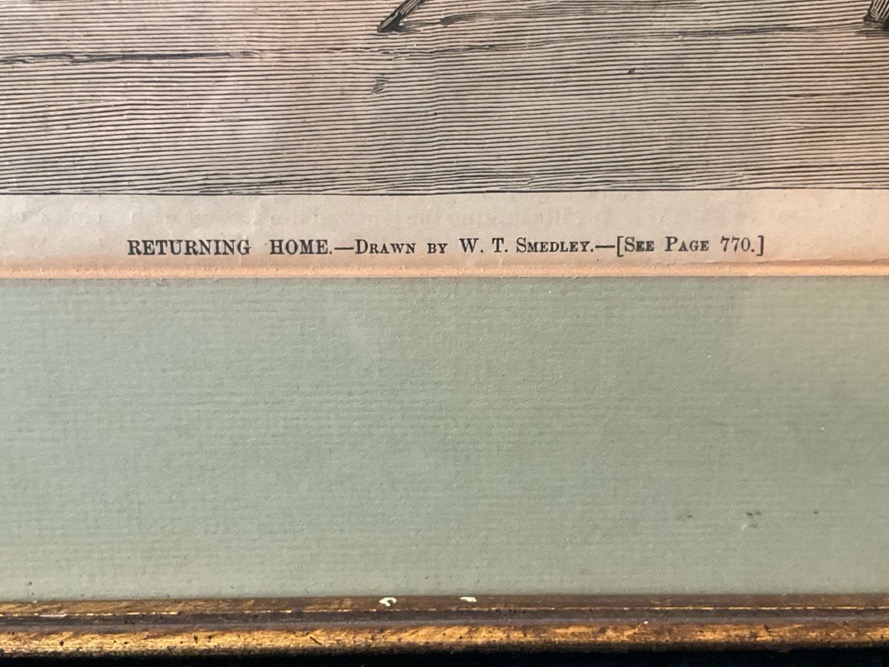 RETURNING HOME.—Drawn by W. T. Smedley.—[See Page 770.]